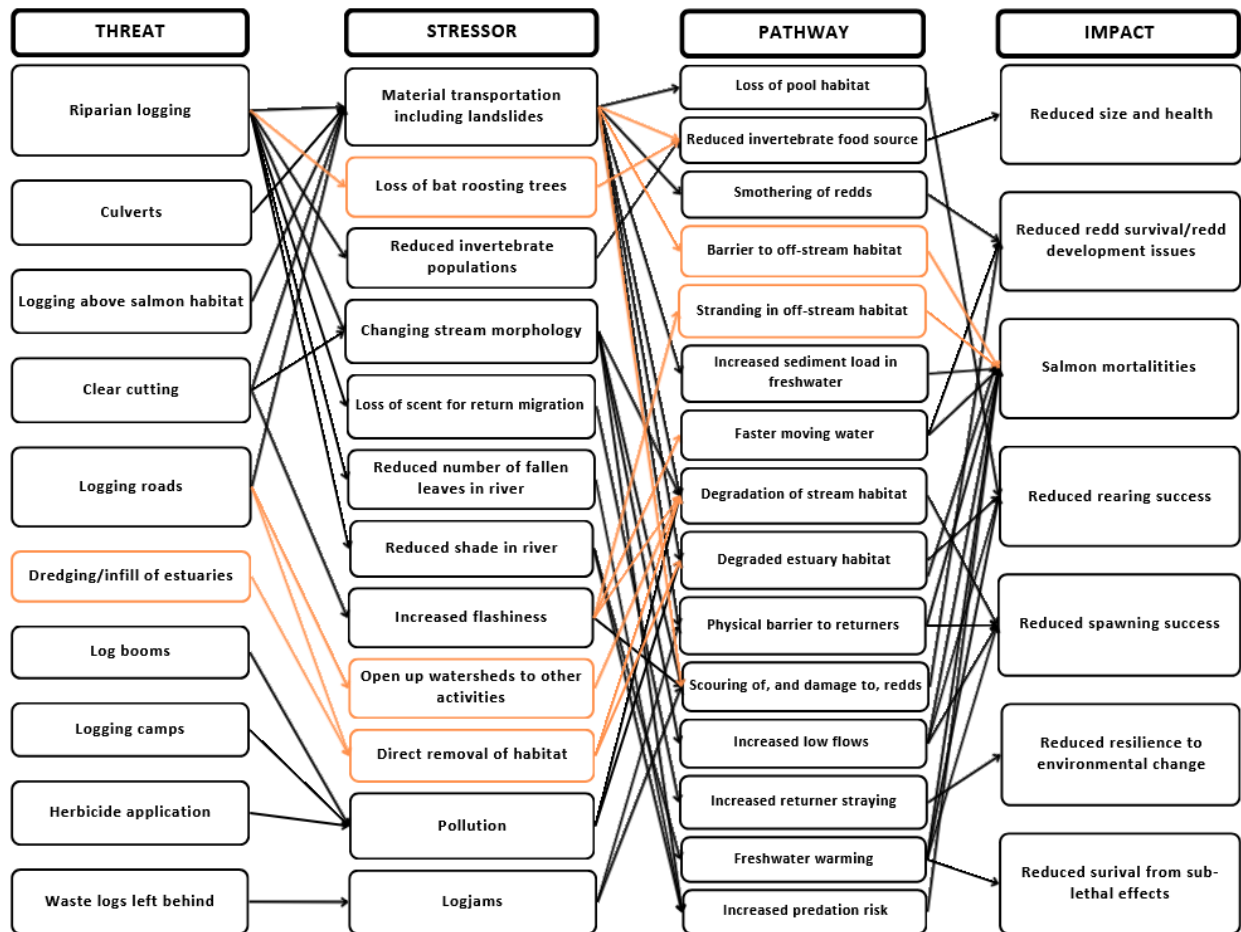 THREAT
STRESSOR
PATHWAY
IMPACT
Riparian logging
Culverts
Logging above salmon habitat
Clear cutting
Logging roads
Dredging/infill of estuaries
Log booms
Logging camps
Herbicide application
Waste logs left behind
Material transportation
including landslides
Loss of bat roosting trees
Reduced invertebrate
populations
Changing stream morphology
Loss of scent for return migration
Reduced number of fallen
leaves in river
Reduced shade in river
Increased flashiness
Open up watersheds to other
activities
Direct removal of habitat
Pollution
Logjams
Loss of pool habitat
Reduced invertebrate food source
Smothering of redds
Barrier to off-stream habitat
Stranding in off-stream habitat
Increased sediment load in
freshwater
Faster moving water
Degradation of stream habitat
Degraded estuary habitat
Physical barrier to returners
Scouring of, and damage to, redds
Increased low flows
Increased returner straying
Freshwater warming
Increased predation risk
Reduced size and health
Reduced redd survival/redd
development issues
Salmon mortalitities
Reduced rearing success
Reduced spawning success
Reduced resilience to
environmental change
Reduced surival from sub-
lethal effects